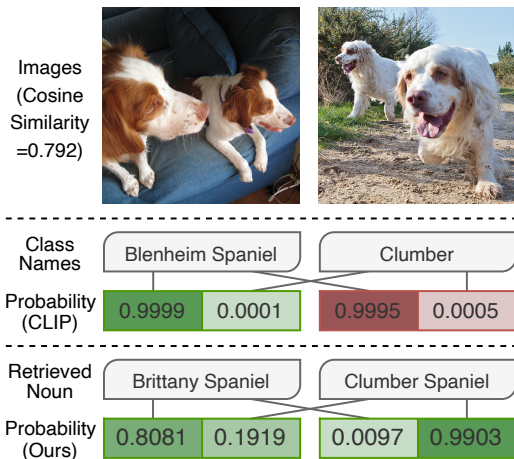 Images
(Cosine
Similarity
=0.792)
Class
Names
Blenheim Spaniel
Clumber
Probability
(CLIP)
0.9999
0.0001
0.9995
0.0005
Retrieved
Noun
Brittany Spaniel
Clumber Spaniel
Probability
(Ours)
0.8081
0.1919
0.0097
0.9903